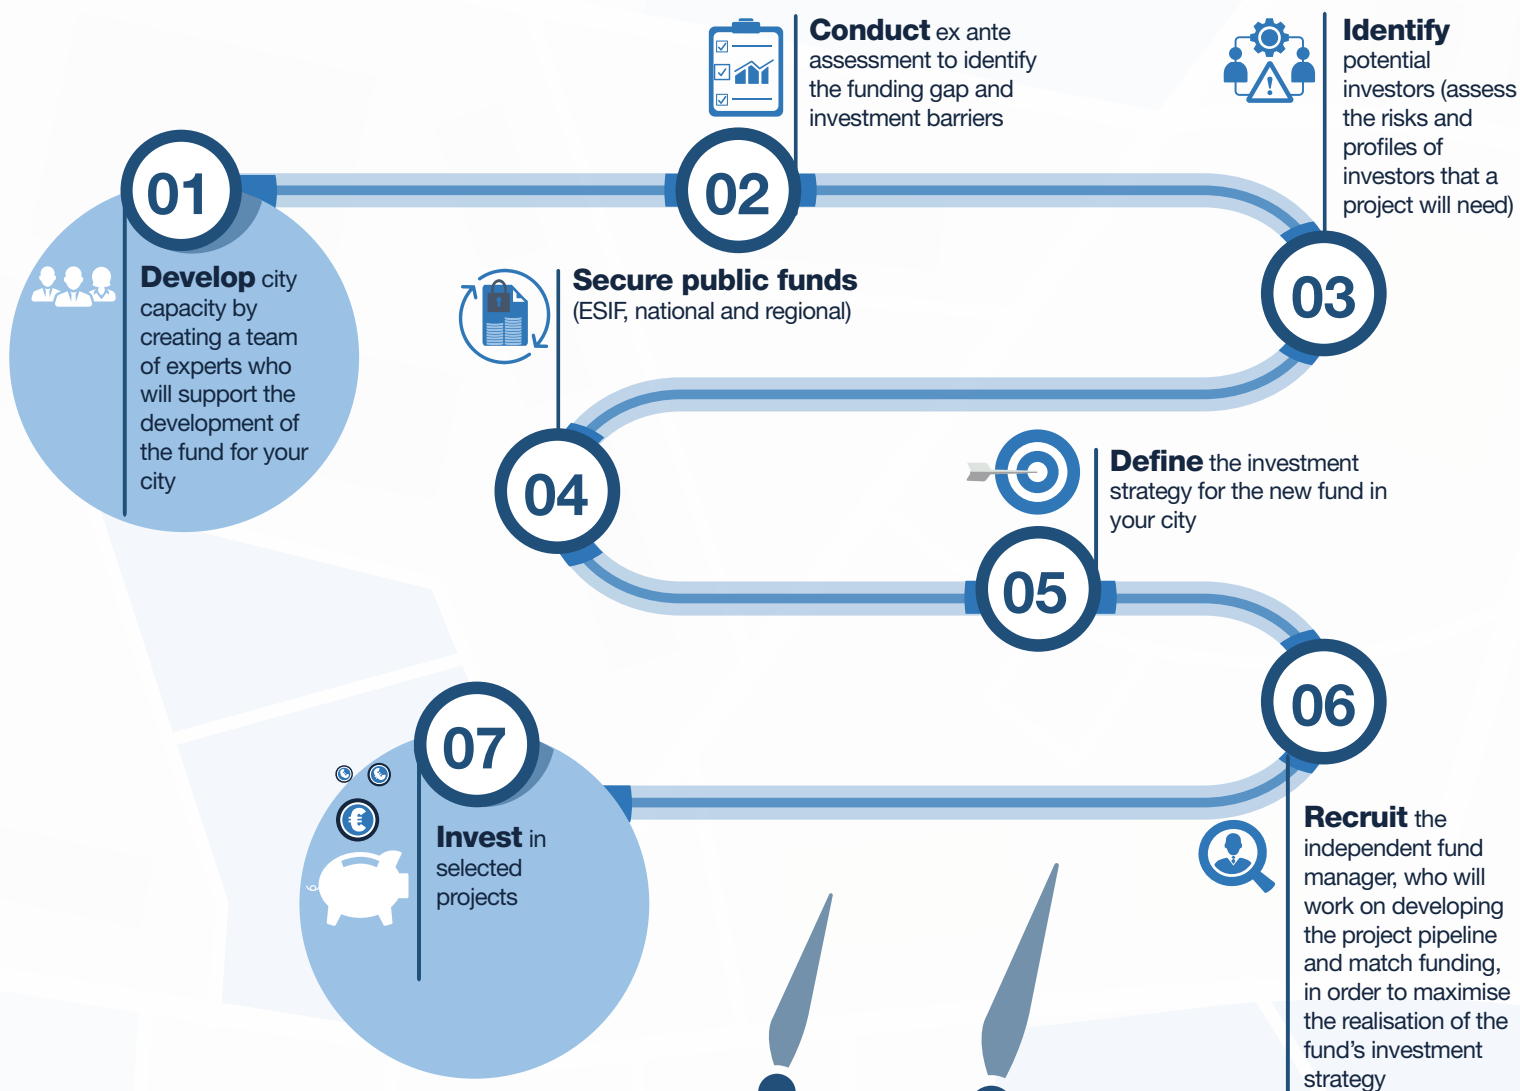 01
Develop city
capacity by
creating a team
of experts who
will support the
development of
the fund for your
city
02
Conduct ex ante
assessment to identify
the funding gap and
investment barriers
03
Identify
potential
investors (assess
the risks and
profiles of
investors that a
project will need)
04
Secure public funds
(ESIF, national and regional)
05
Define the investment
strategy for the new fund in
your city
06
Recruit the
independent fund
manager, who will
work on developing
the project pipeline
and match funding,
in order to maximise
the realisation of the
fund’s investment
strategy
07
Invest in
selected
projects